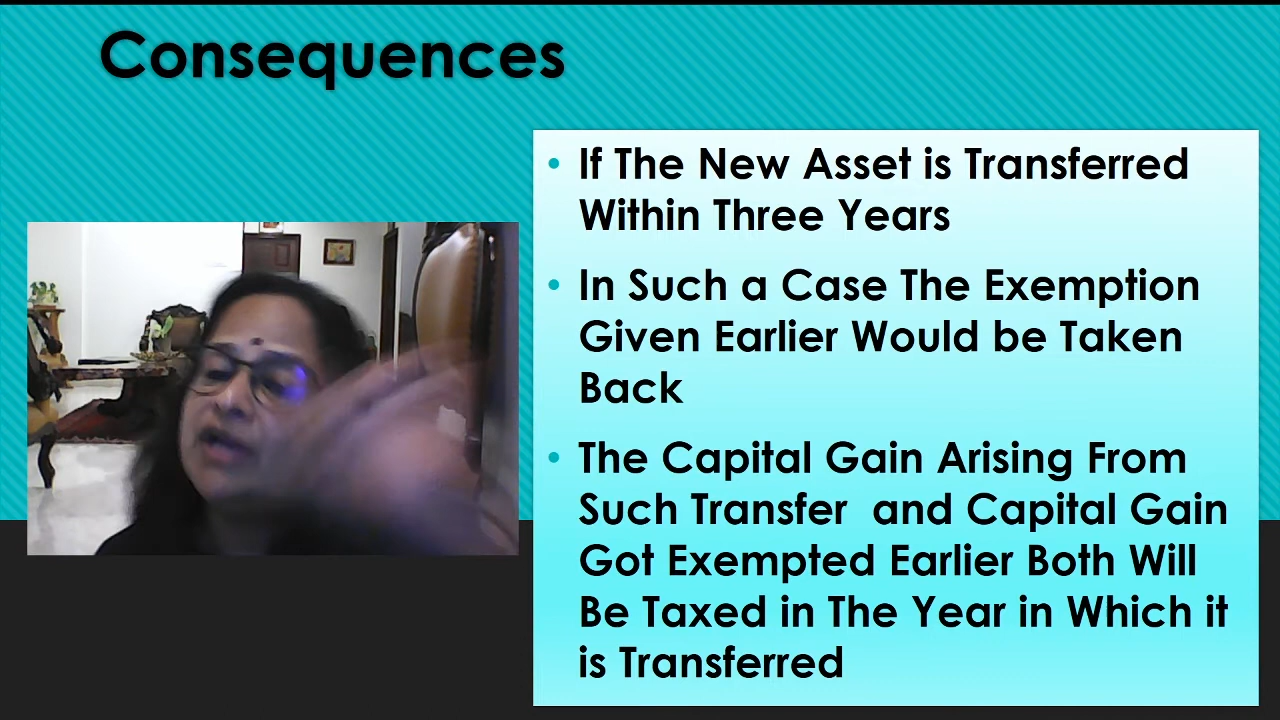 Consequences
• If The New Asset is Transferred
Within Three Years
• In Such a Case The Exemption
Given Earlier Would be Taken
Back
• The Capital Gain Arising From
Such Transfer  and Capital Gain
Got Exempted Earlier Both Will
Be Taxed in The Year in Which it
is Transferred